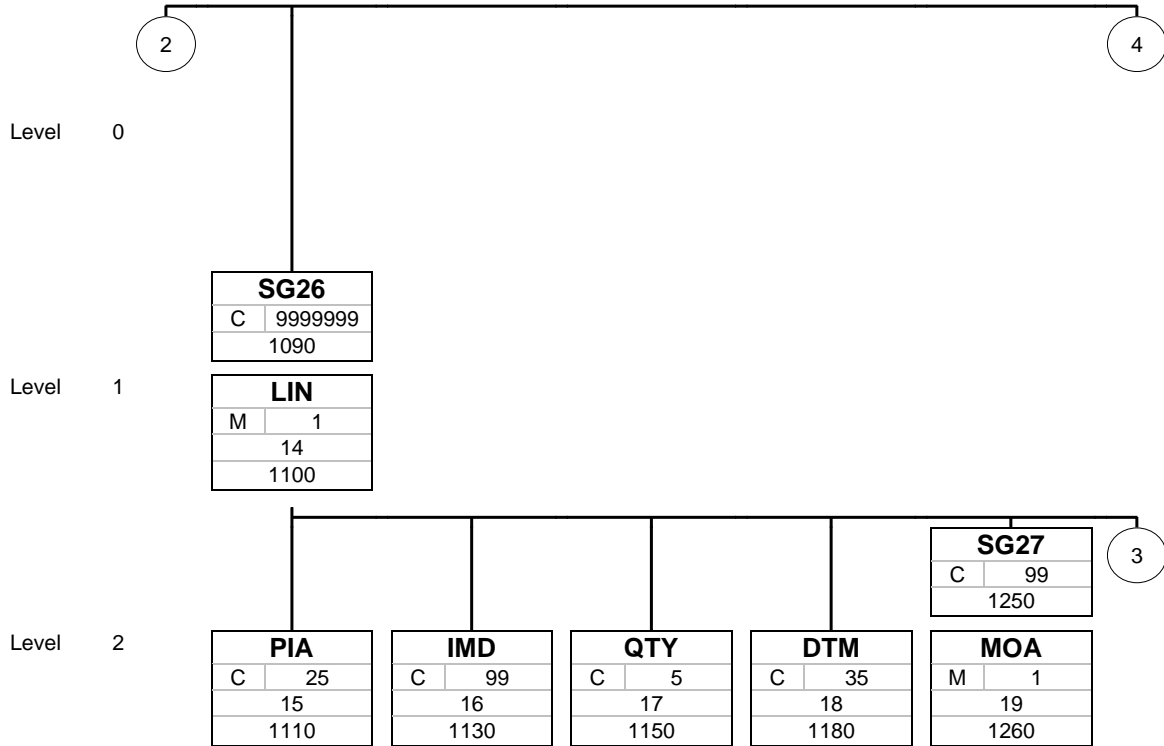 2 4
Level 0
SG26
C 9999999
1090
Level 1
LIN
M 1
14
1100
SG27
C 99
1250
3
Level 2
PIA IMD QTY DTM MOA
C 25 C 99 C 5 C 35 M 1
15 16 17 18 19
1110 1130 1150 1180 1260